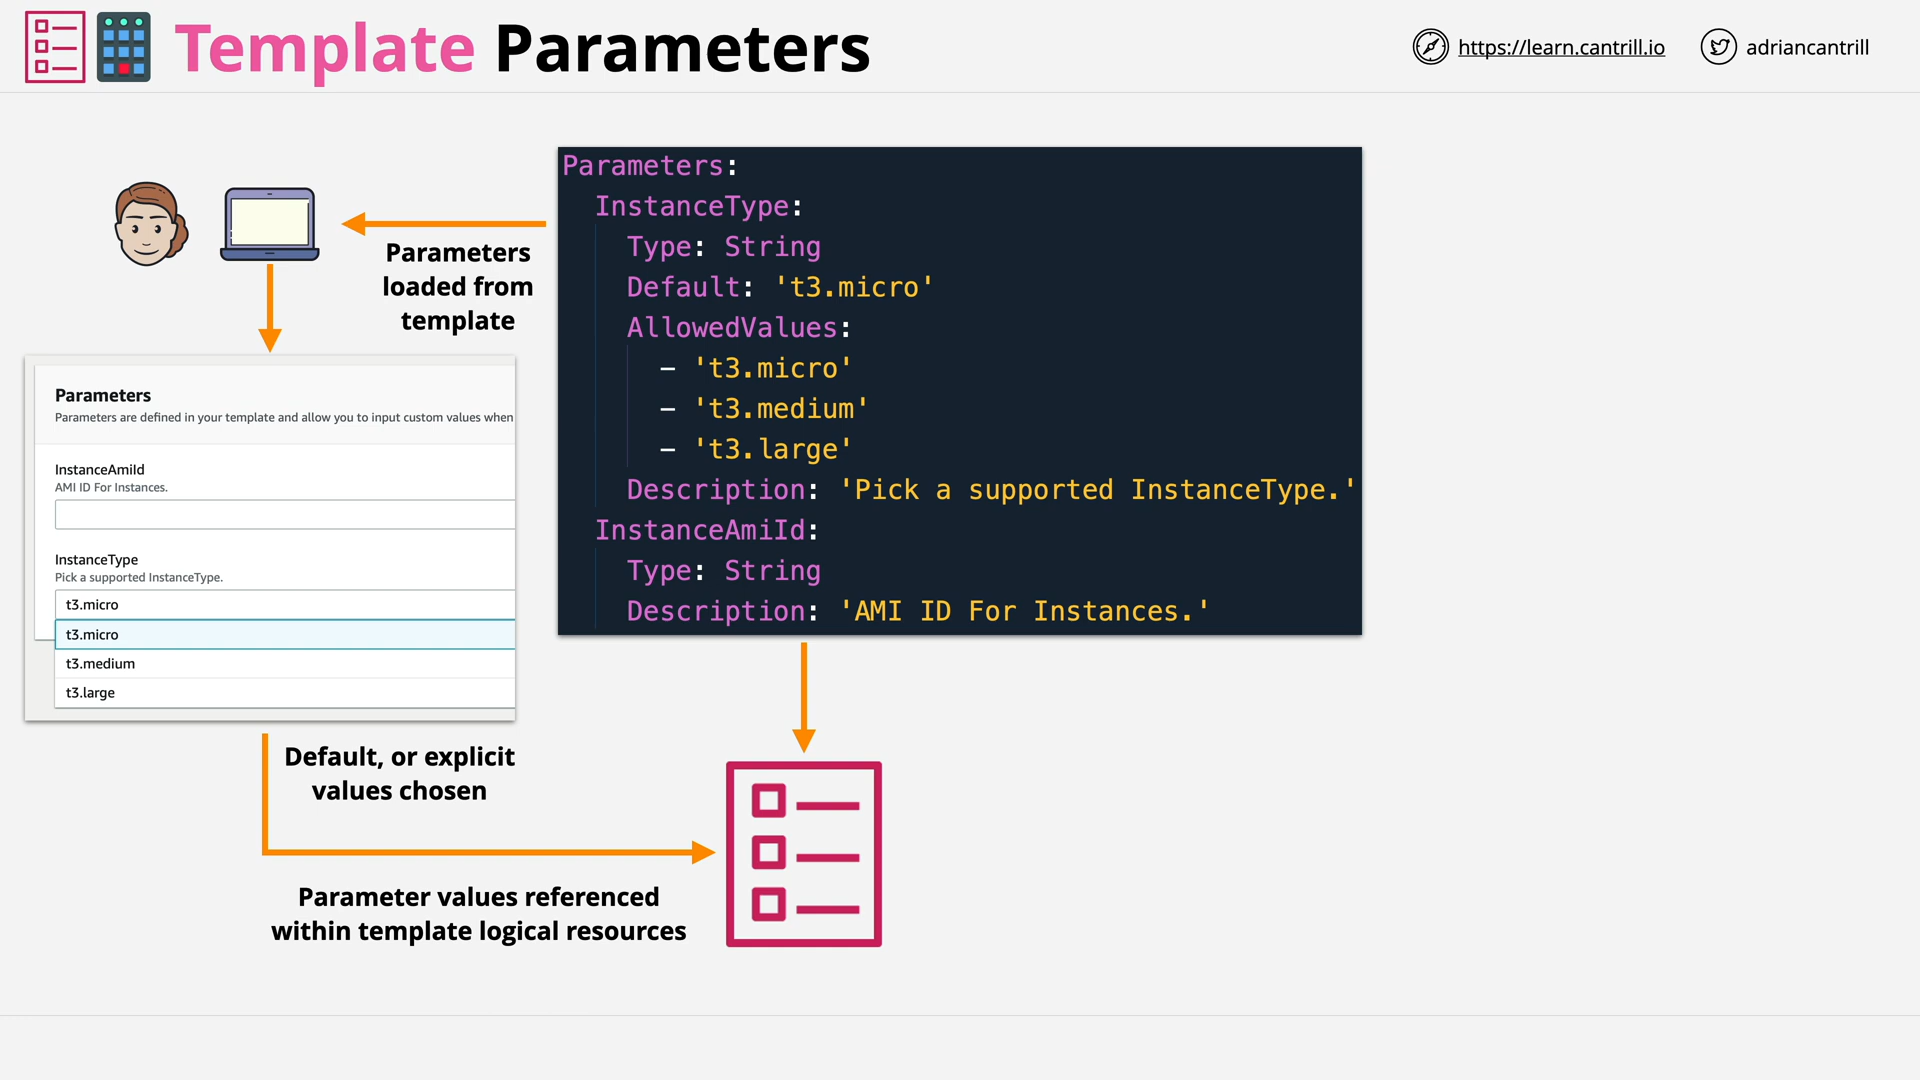 Template Parameters
https://learn.cantrill.io
adriancantrill
Parameters:
InstanceType:
Type: String
Default: 't3.micro'
AllowedValues:
- 't3.micro'
- 't3.medium'
- 't3.large'
Description: 'Pick a supported InstanceType.'
InstanceAmiId:
Type: String
Description: 'AMI ID For Instances.'
Parameters
loaded from
template
Parameters
Parameters are defined in your template and allow you to input custom values when
InstanceAmiId
AMI ID For Instances.
InstanceType
Pick a supported InstanceType.
t3.micro
t3.micro
t3.medium
t3.large
Default, or explicit
values chosen
Parameter values referenced
within template logical resources